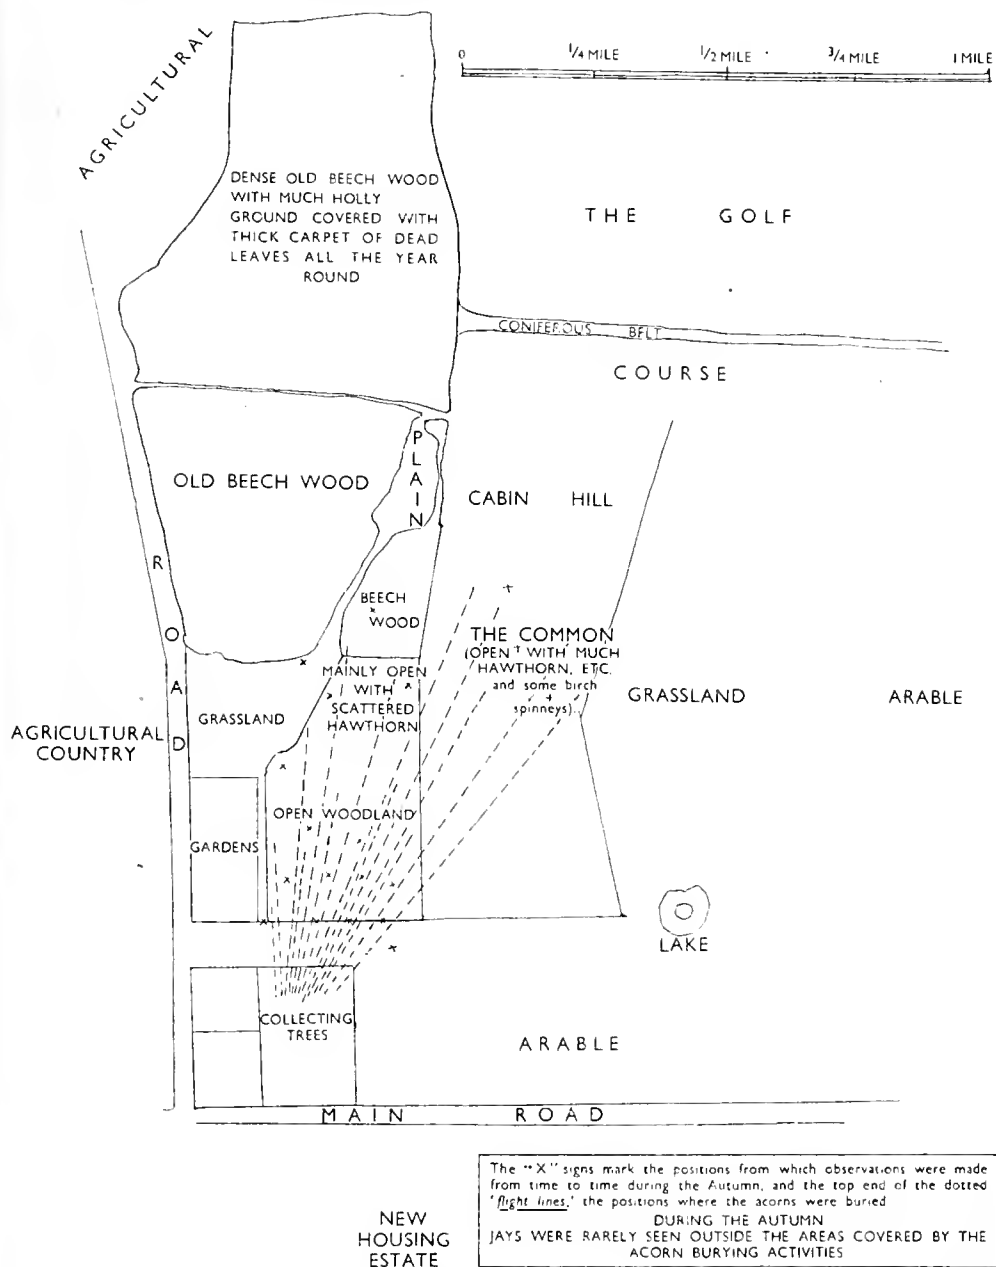 AGRICULTURAL
0 1/4 MILE 1/2 MILE 3/4 MILE 1 MILE
DENSE OLD BEECH WOOD
WITH MUCH HOLLY
GROUND COVERED WITH
THICK CARPET OF DEAD
LEAVES ALL THE YEAR
ROUND
THE GOLF
CONIFEROUS BELT
COURSE
PLAIN
OLD BEECH WOOD
CABIN HILL
ROAD
BEECH
WOOD
THE COMMON
(OPEN WITH MUCH
HAWTHORN, ETC.
and some birch
spinneys).
MAINLY OPEN
WITH
SCATTERED
HAWTHORN
GRASSLAND
GRASSLAND
ARABLE
AGRICULTURAL
COUNTRY
OPEN WOODLAND
GARDENS
LAKE
COLLECTING
TREES
ARABLE
MAIN ROAD
The "X" signs mark the positions from which observations were made
from time to time during the Autumn, and the top end of the dotted
'flight lines,' the positions where the acorns were buried
DURING THE AUTUMN
JAYS WERE RARELY SEEN OUTSIDE THE AREAS COVERED BY THE
ACORN BURYING ACTIVITIES
NEW
HOUSING
ESTATE